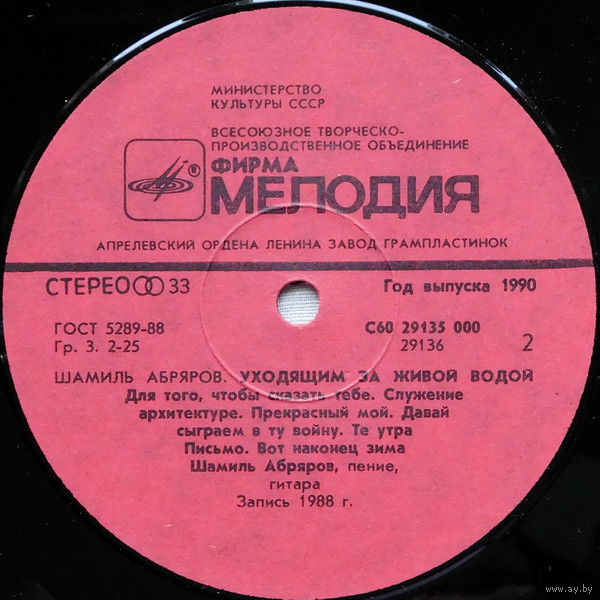 МИНИСТЕРСТВО
КУЛЬТУРЫ СССР
ВСЕСОЮЗНОЕ ТВОРЧЕСКО-
ПРОИЗВОДСТВЕННОЕ ОБЪЕДИНЕНИЕ
ФИРМА
®
МЕЛОДИЯ
АПРЕЛЕВСКИЙ ОРДЕНА ЛЕНИНА ЗАВОД ГРАМПЛАСТИНОК
СТЕРЕО 33
Год выпуска 1990
ГОСТ 5289-88
Гр. 3. 2-25
С60 29135 000
29136
2
ШАМИЛЬ АБРЯРОВ. УХОДЯЩИМ ЗА ЖИВОЙ ВОДОЙ
Для того, чтобы сказать тебе. Служение
архитектуре. Прекрасный мой. Давай
сыграем в ту войну. Те утра
Письмо. Вот наконец зима
Шамиль Абряров, пение,
гитара
Запись 1988 г.
www.ay.by